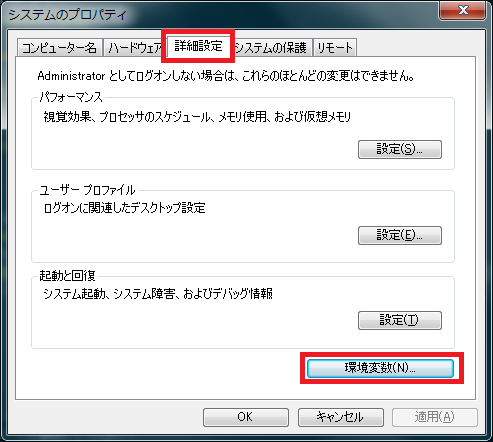 システムのプロパティ
コンピューター名 ハードウェア 詳細設定 システムの保護 リモート
Administrator としてログオンしない場合は、これらのほとんどの変更はできません。
パフォーマンス
視覚効果、プロセッサのスケジュール、メモリ使用、および仮想メモリ
設定(S)...
ユーザー プロファイル
ログオンに関連したデスクトップ設定
設定(E)...
起動と回復
システム起動、システム障害、およびデバッグ情報
設定(T)
環境変数(N)...
OK キャンセル 適用(A)